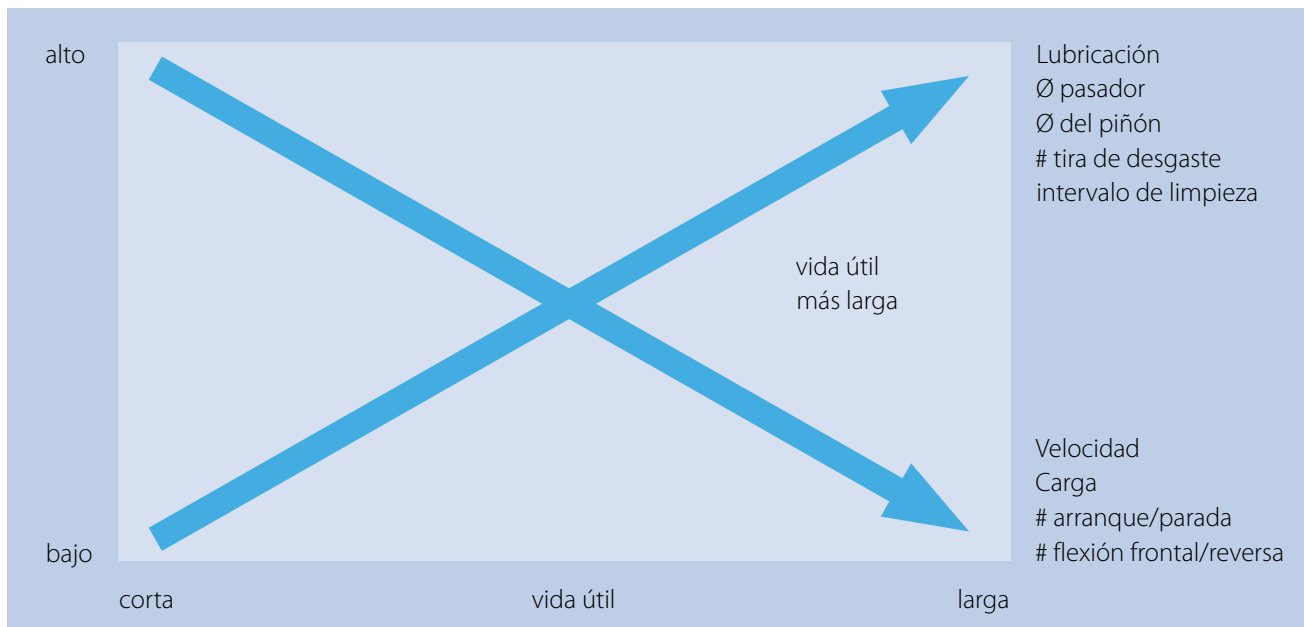 alto
Lubricación
Ø pasador
Ø del piñón
# tira de desgaste
intervalo de limpieza
vida útil
más larga
Velocidad
Carga
# arranque/parada
# flexión frontal/reversa
bajo
corta
vida útil
larga